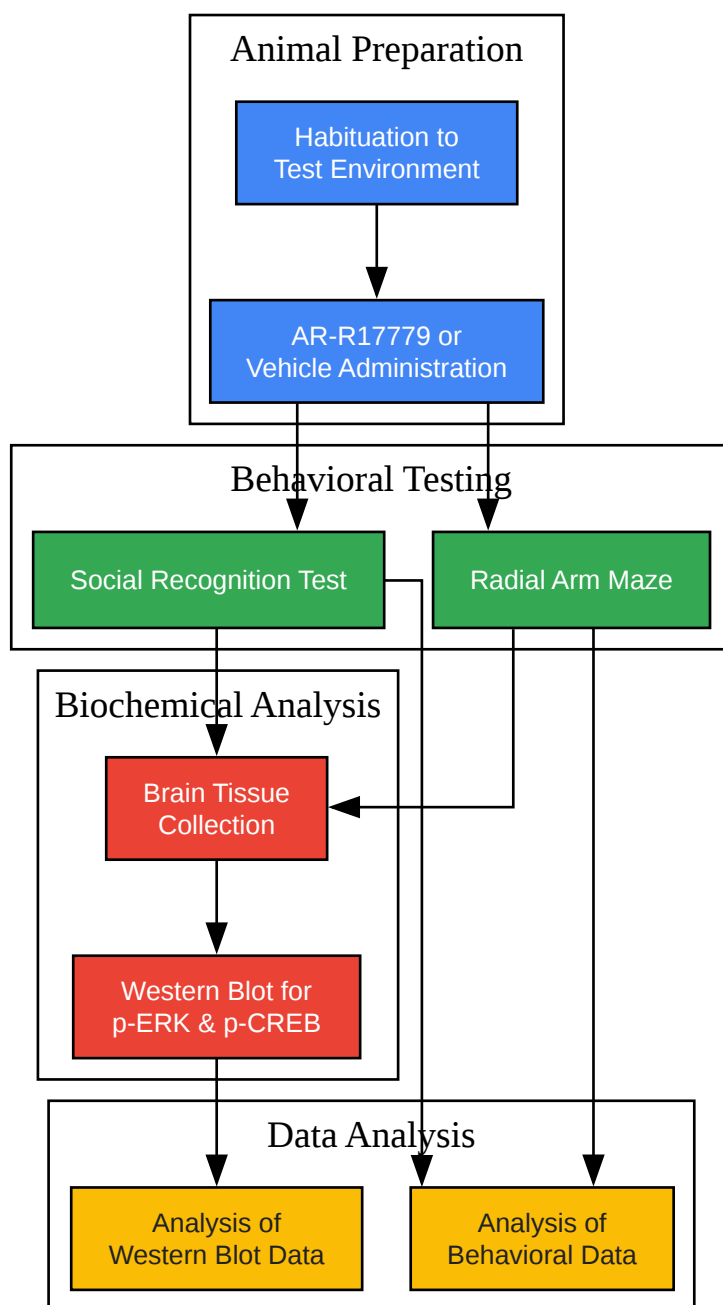 Animal Preparation
Habituation to
Test Environment
AR-R17779 or
Vehicle Administration
Behavioral Testing
Social Recognition Test
Radial Arm Maze
Biochemical Analysis
Brain Tissue
Collection
Western Blot for
p-ERK & p-CREB
Data Analysis
Analysis of
Western Blot Data
Analysis of
Behavioral Data